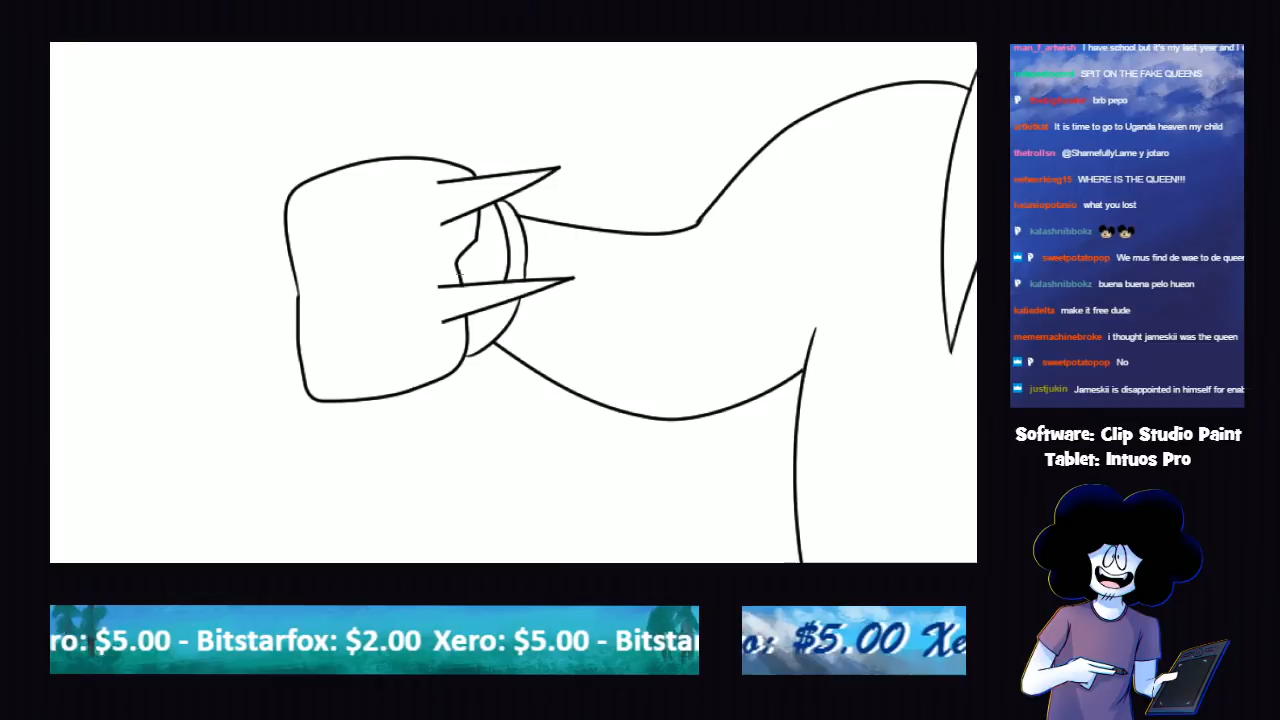 man_f_artwish I have school but it's my last year and I
SPIT ON THE FAKE QUEENS
brb pepo
It is time to go to Uganda heaven my child
thetrollsn @ShamefullyLame y jotaro
WHERE IS THE QUEEN!!!
what you lost
kalashnibbokz
sweetpotatopop We mus find de wae to de queen
kalashnibbokz buena buena pelo hueon
make it free dude
mememachinebroke i thought jameskii was the queen
sweetpotatopop No
justjukin Jameskii is disappointed in himself for enab
Software: Clip Studio Paint
Tablet: Intuos Pro
ro: $5.00 - Bitstarfox: $2.00 Xero: $5.00 - Bitstar
o: $5.00 Xe